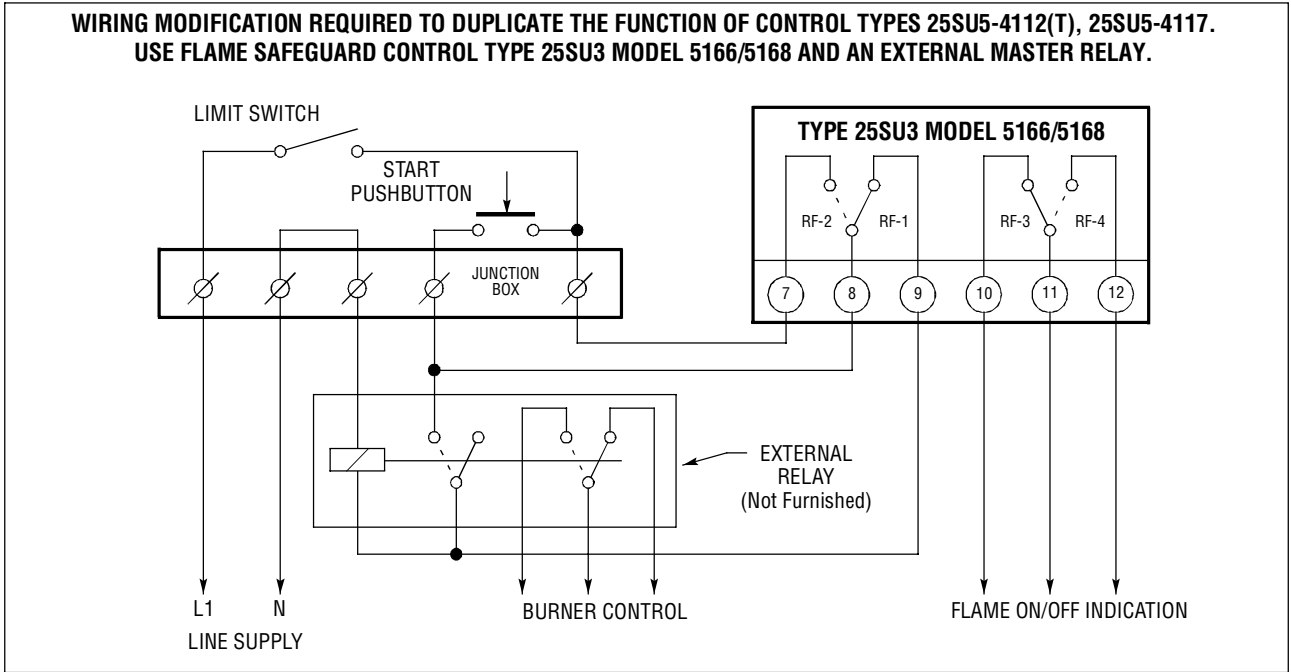 WIRING MODIFICATION REQUIRED TO DUPLICATE THE FUNCTION OF CONTROL TYPES 25SU5-4112(T), 25SU5-4117.
USE FLAME SAFEGUARD CONTROL TYPE 25SU3 MODEL 5166/5168 AND AN EXTERNAL MASTER RELAY.
LIMIT SWITCH
START
PUSHBUTTON
JUNCTION
BOX
TYPE 25SU3 MODEL 5166/5168
RF-2
RF-1
RF-3
RF-4
7
8
9
10
11
12
EXTERNAL
RELAY
(Not Furnished)
L1
N
LINE SUPPLY
BURNER CONTROL
FLAME ON/OFF INDICATION